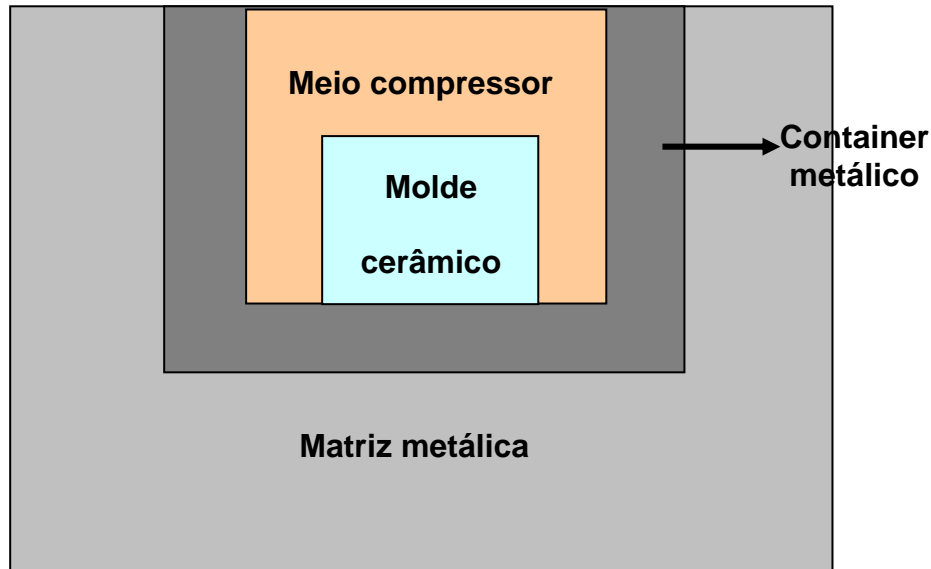 Meio compressor
Container
metálico
Molde
cerâmico
Matriz metálica